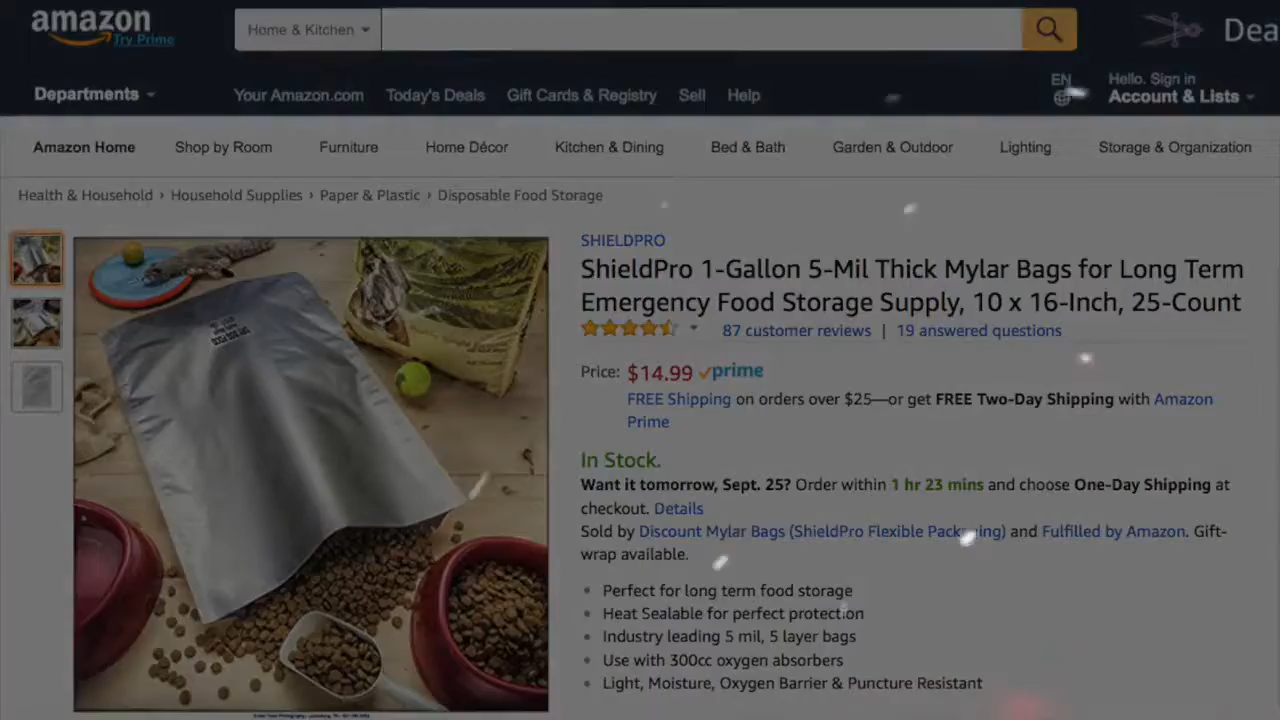 amazon
Try Prime
Home & Kitchen
Dea
Departments
Your Amazon.com
Today's Deals
Gift Cards & Registry
Sell
Help
EN
Hello. Sign in
Account & Lists
Amazon Home
Shop by Room
Furniture
Home Décor
Kitchen & Dining
Bed & Bath
Garden & Outdoor
Lighting
Storage & Organization
Health & Household › Household Supplies › Paper & Plastic › Disposable Food Storage
SHIELDPRO
ShieldPro 1-Gallon 5-Mil Thick Mylar Bags for Long Term
Emergency Food Storage Supply, 10 x 16-Inch, 25-Count
87 customer reviews | 19 answered questions
Price: $14.99 prime
FREE Shipping on orders over $25—or get FREE Two-Day Shipping with Amazon
Prime
In Stock.
Want it tomorrow, Sept. 25? Order within 1 hr 23 mins and choose One-Day Shipping at
checkout. Details
Sold by Discount Mylar Bags (ShieldPro Flexible Packaging) and Fulfilled by Amazon. Gift-
wrap available.
• Perfect for long term food storage
• Heat Sealable for perfect protection
• Industry leading 5 mil, 5 layer bags
• Use with 300cc oxygen absorbers
• Light, Moisture, Oxygen Barrier & Puncture Resistant